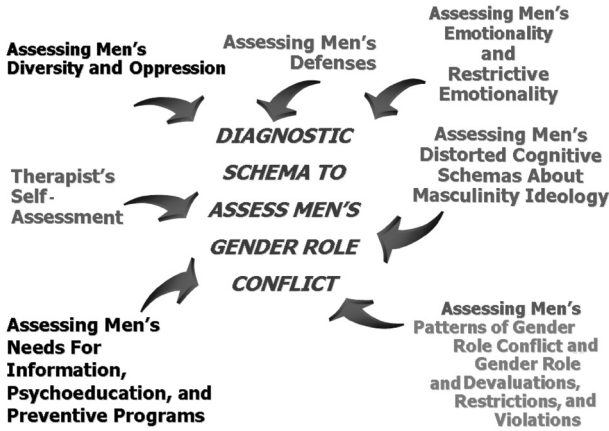 Assessing Men's
Diversity and Oppression
Assessing Men's
Defenses
Assessing Men's
Emotionality
and
Restrictive
Emotionality
Therapist's
Self-
Assessment
DIAGNOSTIC
SCHEMA TO
ASSESS MEN'S
GENDER ROLE
CONFLICT
Assessing Men's
Distorted Cognitive
Schemas About
Masculinity Ideology
Assessing Men's
Needs For
Information,
Psychoeducation, and
Preventive Programs
Assessing Men's
Patterns of Gender
Role Conflict and
Gender Role
and Devaluations,
Restrictions, and
Violations